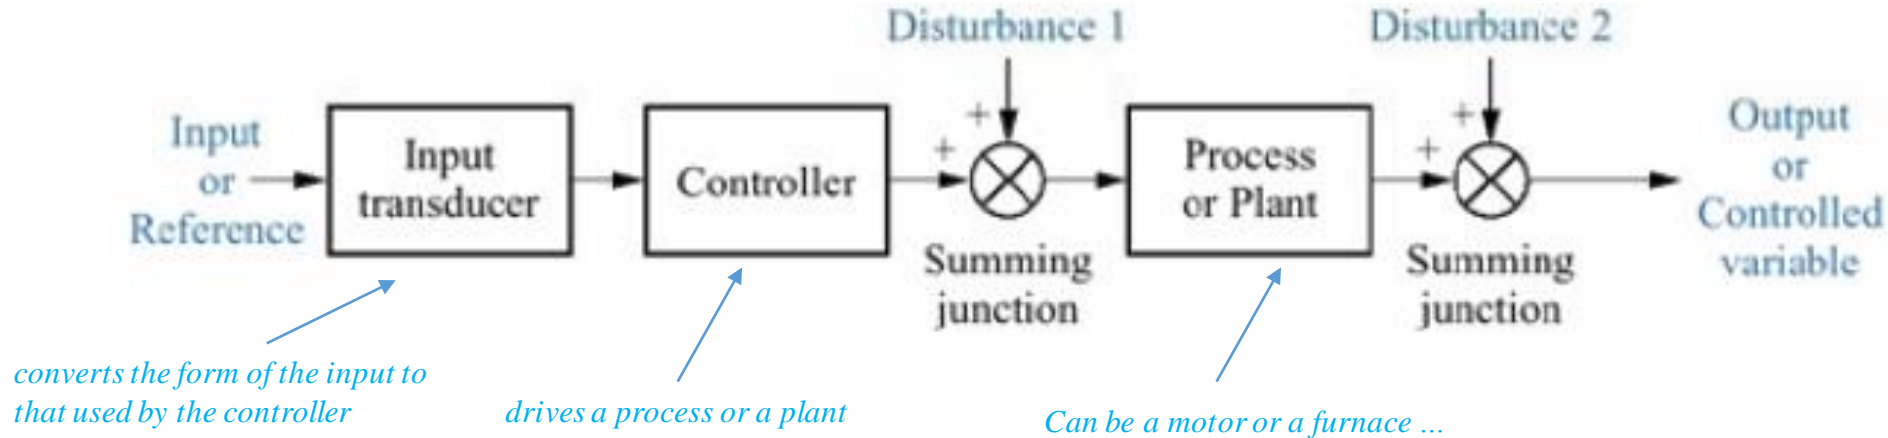 Disturbance 1
Disturbance 2
Input
or
Reference
Input
transducer
Controller
+
+
Summing
junction
Process
or Plant
+
+
Summing
junction
Output
or
Controlled
variable
converts the form of the input to
that used by the controller
drives a process or a plant
Can be a motor or a furnace ...